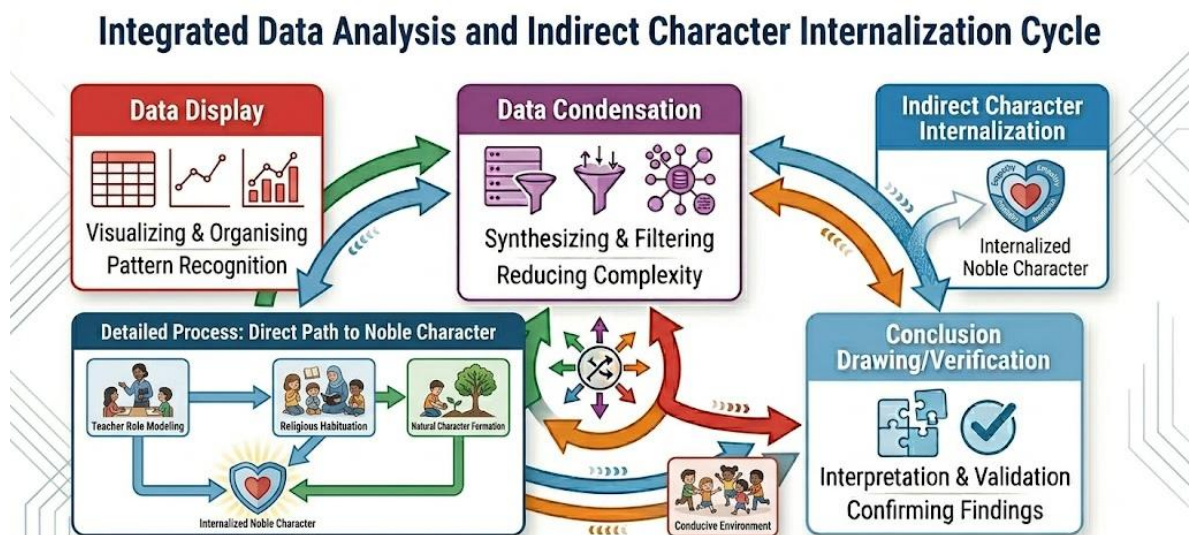 Integrated Data Analysis and Indirect Character Internalization Cycle
Data Display
Visualizing & Organising
Pattern Recognition
Data Condensation
Synthesizing & Filtering
Reducing Complexity
Indirect Character
Internalization
Internalized
Noble Character
Detailed Process: Direct Path to Noble Character
Teacher Role Modeling
Religious Habituation
Natural Character Formation
Internalized Noble Character
Conducive Environment
Conclusion
Drawing/Verification
Interpretation & Validation
Confirming Findings